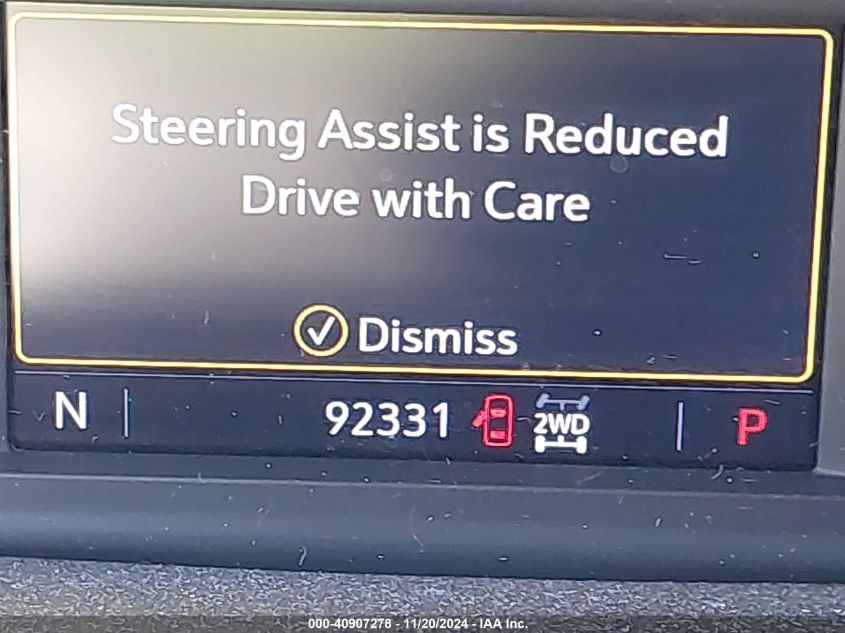 Steering Assist is Reduced
Drive with Care
Dismiss
N 92331 2WD P
000-40907278 - 11/20/2024 - IAA Inc.